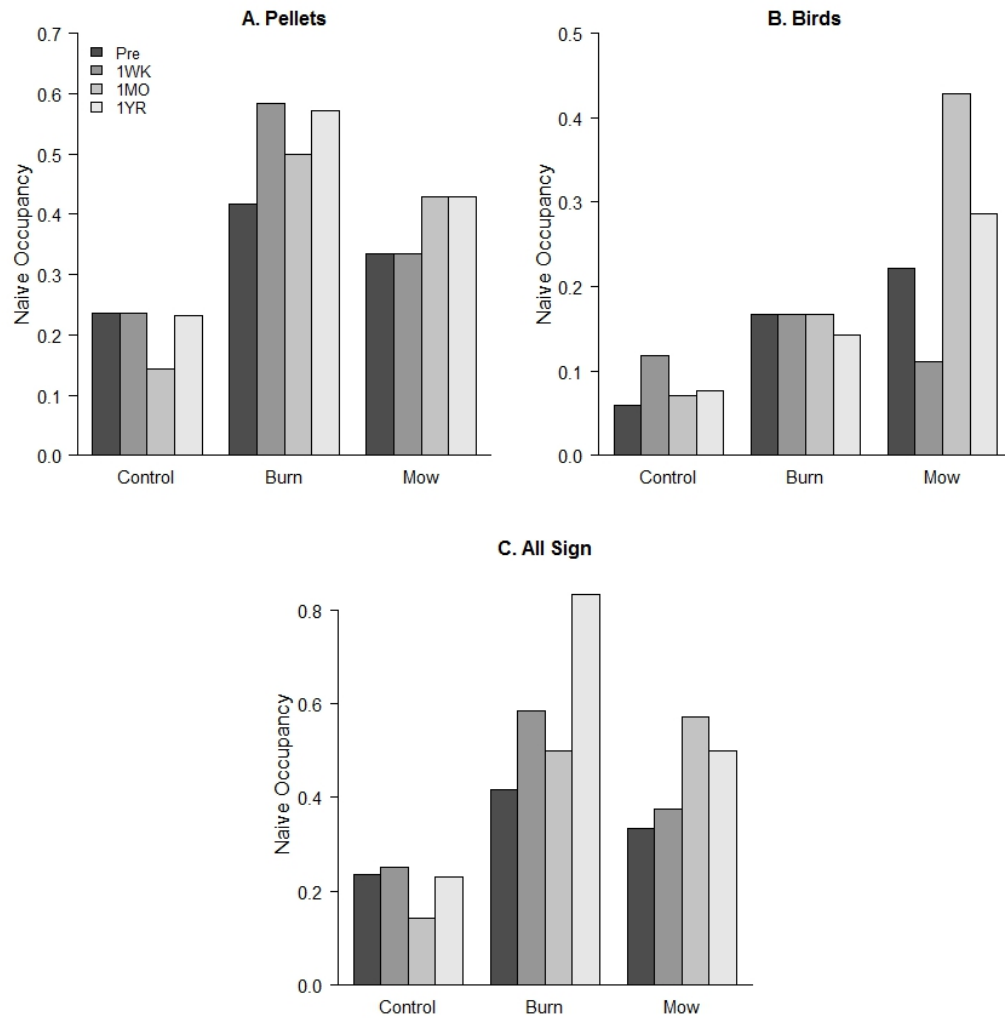 A. Pellets
0.7
0.6
0.5
0.4
0.3
0.2
0.1
0.0
Naive Occupancy
Pre
1WK
1MO
1YR
Control Burn Mow
B. Birds
0.5
0.4
0.3
0.2
0.1
0.0
Naive Occupancy
Control Burn Mow
C. All Sign
0.8
0.6
0.4
0.2
0.0
Naive Occupancy
Control Burn Mow